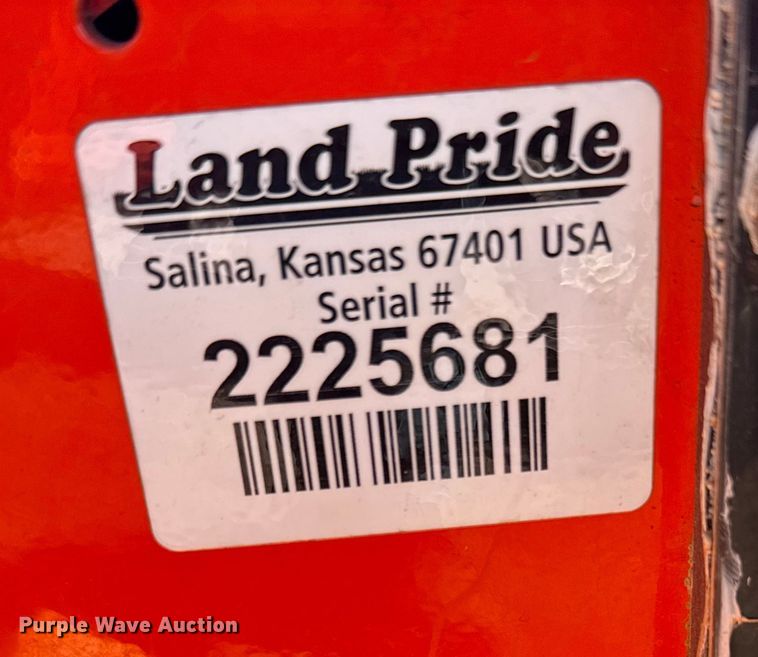 Land Pride
Salina, Kansas 67401 USA
Serial #
2225681
Purple Wave Auction